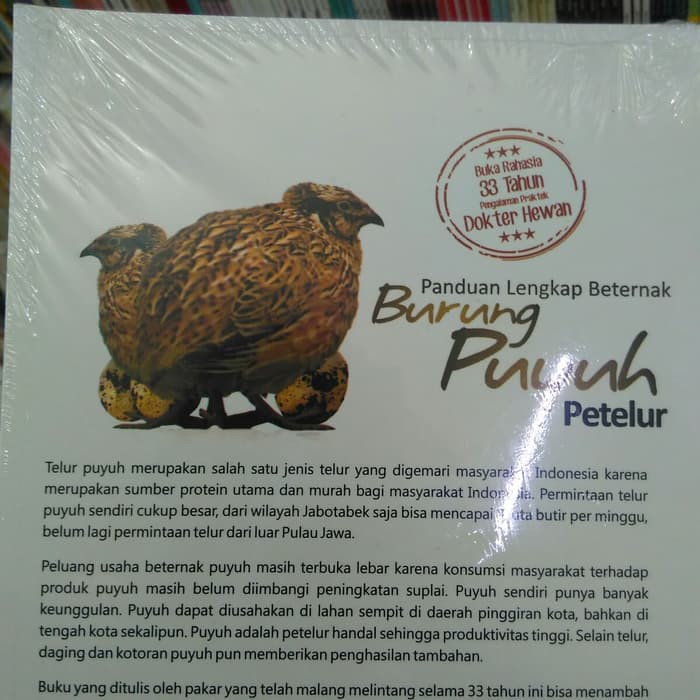 Buka Rahasia
33 Tahun
Pengalaman Praktek
Dokter Hewan
Panduan Lengkap Beternak
Burung
Puyuh
Petelur
Telur puyuh merupakan salah satu jenis telur yang digemari masyarakat Indonesia karena
merupakan sumber protein utama dan murah bagi masyarakat Indonesia. Permintaan telur
puyuh sendiri cukup besar, dari wilayah Jabotabek saja bisa mencapai butir per minggu,
belum lagi permintaan telur dari luar Pulau Jawa.
Peluang usaha beternak puyuh masih terbuka lebar karena konsumsi masyarakat terhadap
produk puyuh masih belum diimbangi peningkatan suplai. Puyuh sendiri punya banyak
keunggulan. Puyuh dapat diusahakan di lahan sempit di daerah pinggiran kota, bahkan di
tengah kota sekalipun. Puyuh adalah petelur handal sehingga produktivitas tinggi. Selain telur,
daging dan kotoran puyuh pun memberikan penghasilan tambahan.
Buku yang ditulis oleh pakar yang telah malang melintang selama 33 tahun ini bisa menambah